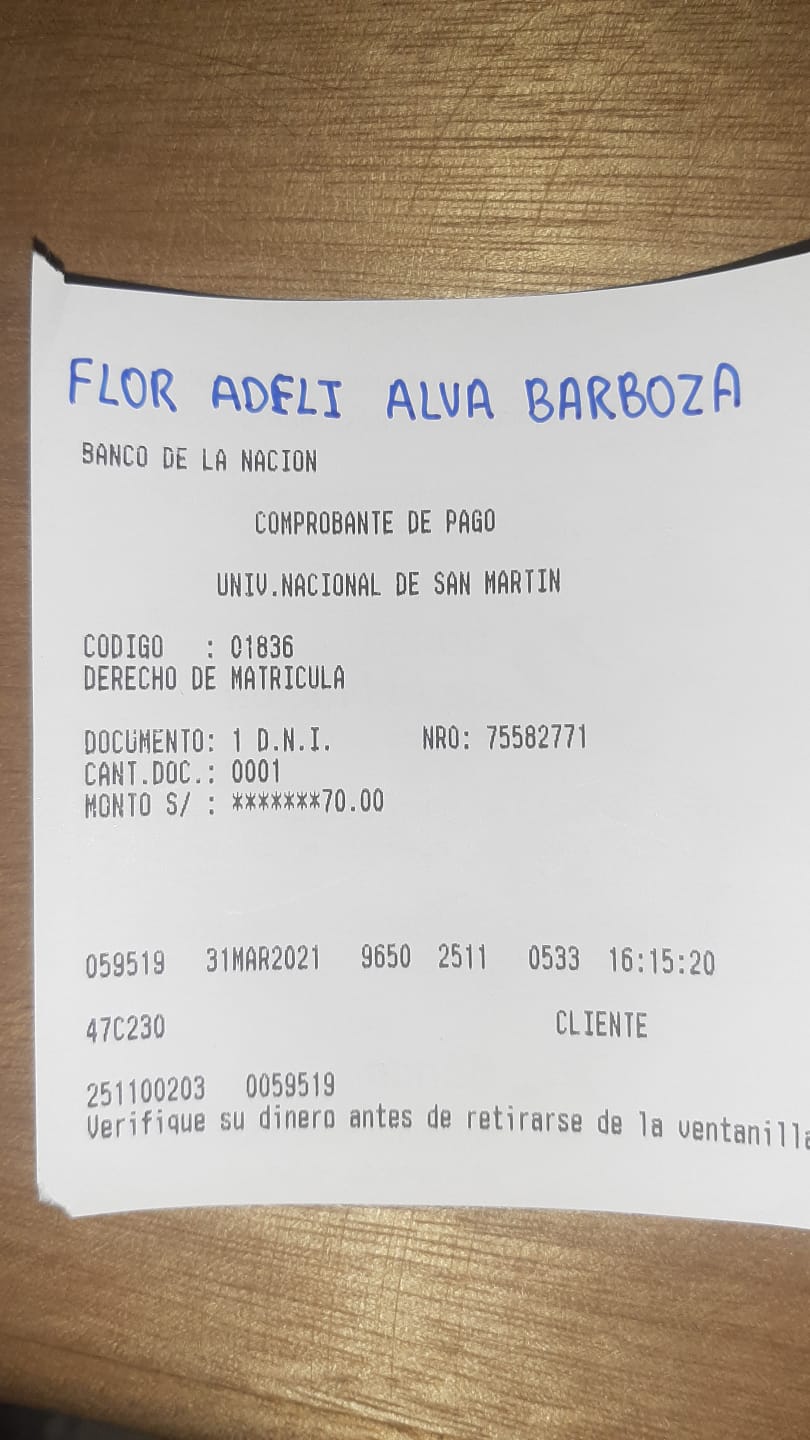 FLOR ADELI ALVA BARBOZA
BANCO DE LA NACION
COMPROBANTE DE PAGO
UNIV.NACIONAL DE SAN MARTIN
CODIGO : 01836
DERECHO DE MATRICULA
DOCUMENTO: 1 D.N.I. NRO: 75582771
CANT.DOC.: 0001
MONTO S/ : *******70.00
059519 31MAR2021 9650 2511 0533 16:15:20
47C230 CLIENTE
251100203 0059519
Verifique su dinero antes de retirarse de la ventanilla